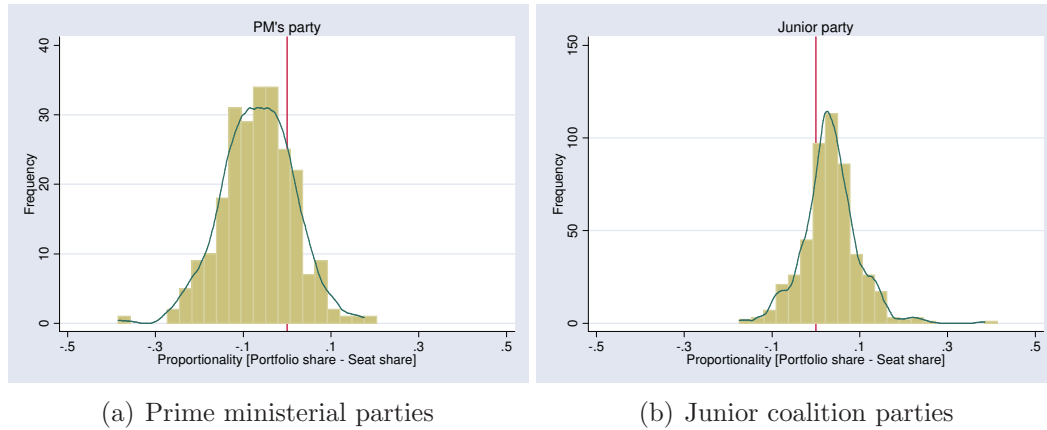 PM's party
40
30
20
10
0
Frequency
-.5
-.3
-.1
.1
.3
.5
Proportionality [Portfolio share - Seat share]
(a) Prime ministerial parties
Junior party
150
100
50
0
Frequency
-.5
-.3
-.1
.1
.3
.5
Proportionality [Portfolio share - Seat share]
(b) Junior coalition parties